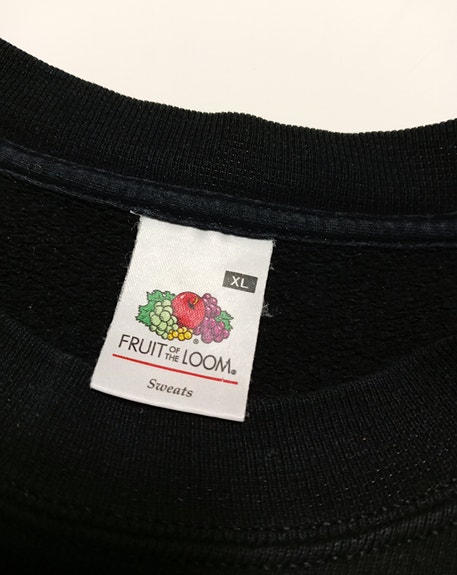 XL
FRUIT OF THE LOOM®
Sweats